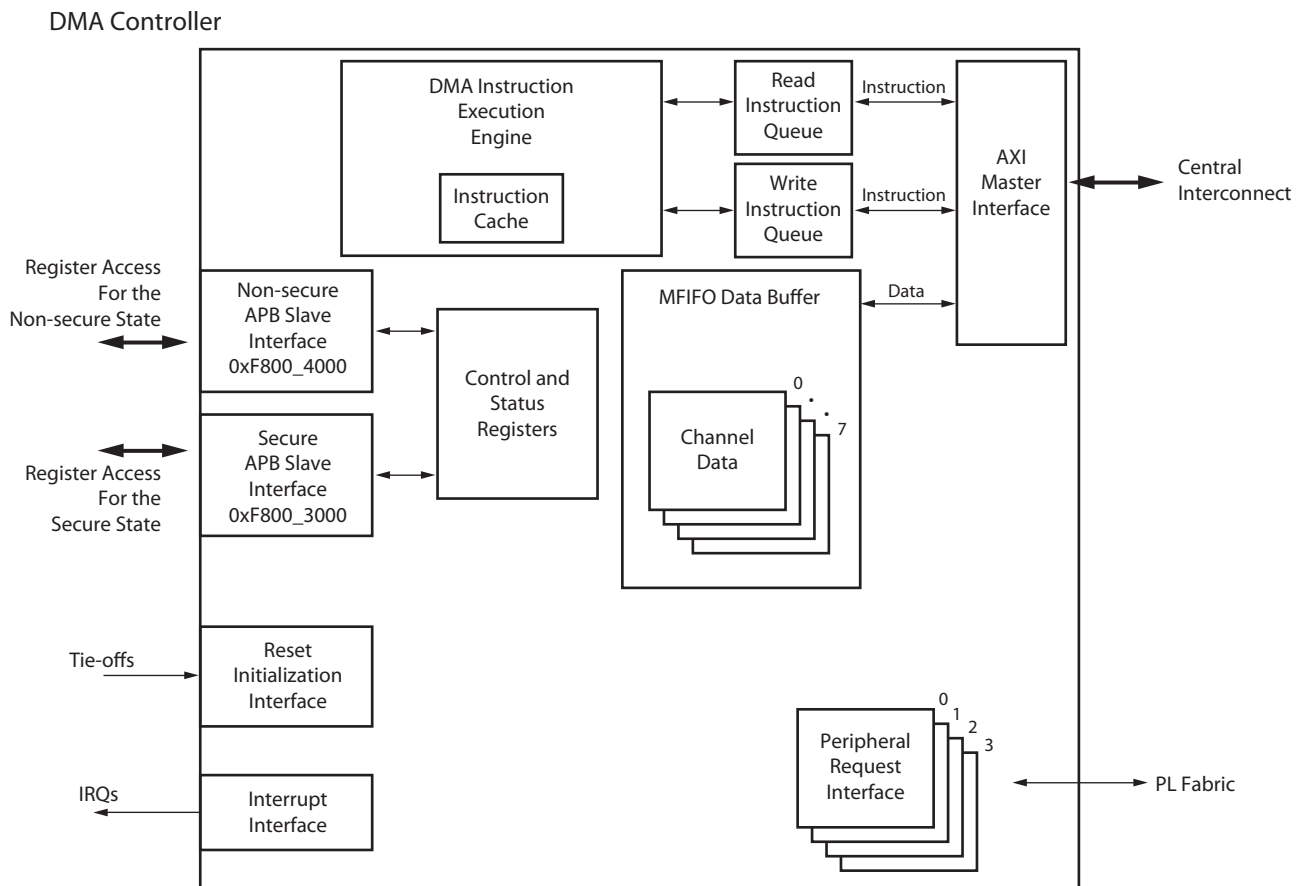 DMA Controller
DMA Instruction
Execution
Engine
Instruction
Cache
Read
Instruction
Queue
Instruction
Write
Instruction
Queue
Instruction
AXI
Master
Interface
Central
Interconnect
Register Access
For the
Non-secure State
Non-secure
APB Slave
Interface
0xF800_4000
Control and
Status
Registers
MFIFO Data Buffer
Data
Channel
Data
0
.
.
7
Register Access
For the
Secure State
Secure
APB Slave
Interface
0xF800_3000
Tie-offs
Reset
Initialization
Interface
IRQs
Interrupt
Interface
Peripheral
Request
Interface
0
1
2
3
PL Fabric